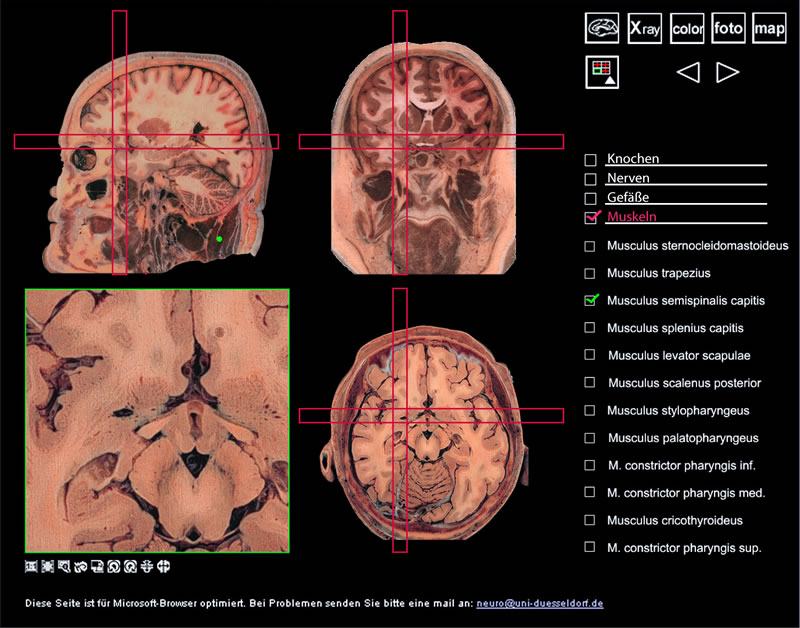 Xray color foto map
Knochen
Nerven
Gefäße
Muskeln
Musculus sternocleidomastoideus
Musculus trapezius
Musculus semispinalis capitis
Musculus splenius capitis
Musculus levator scapulae
Musculus scalenus posterior
Musculus stylopharyngeus
Musculus palatopharyngeus
M. constrictor pharyngis inf.
M. constrictor pharyngis med.
Musculus cricothyroideus
M. constrictor pharyngis sup.
Diese Seite ist für Microsoft-Browser optimiert. Bei Problemen senden Sie bitte eine mail an: neuro@uni-duesseldorf.de